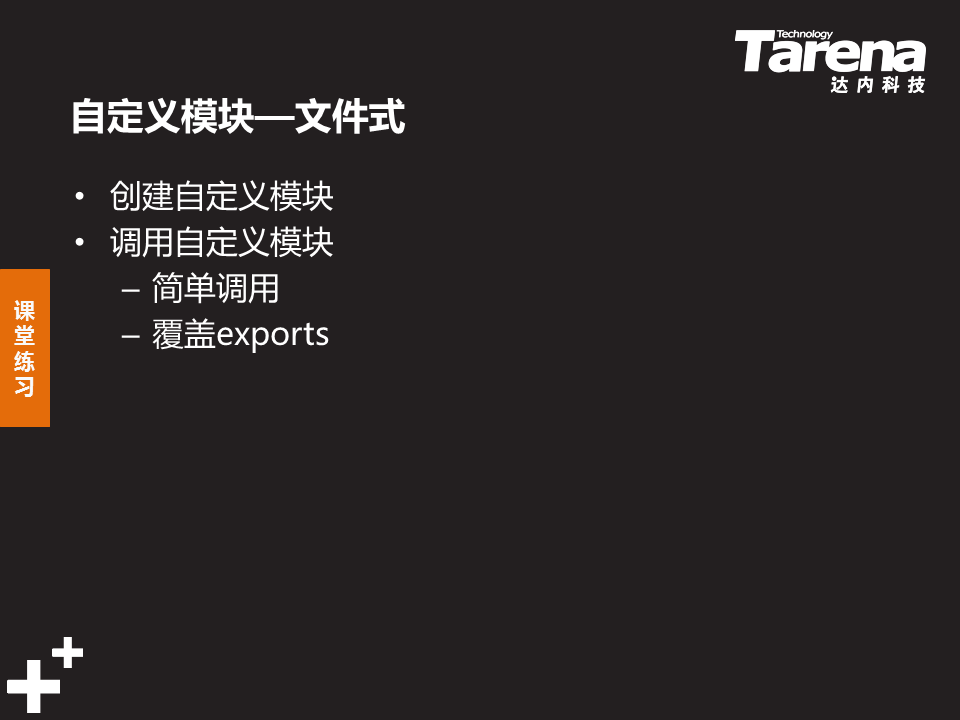 Technology
Tarena
达内科技
自定义模块—文件式
• 创建自定义模块
• 调用自定义模块
– 简单调用
– 覆盖exports
课
堂
练
习